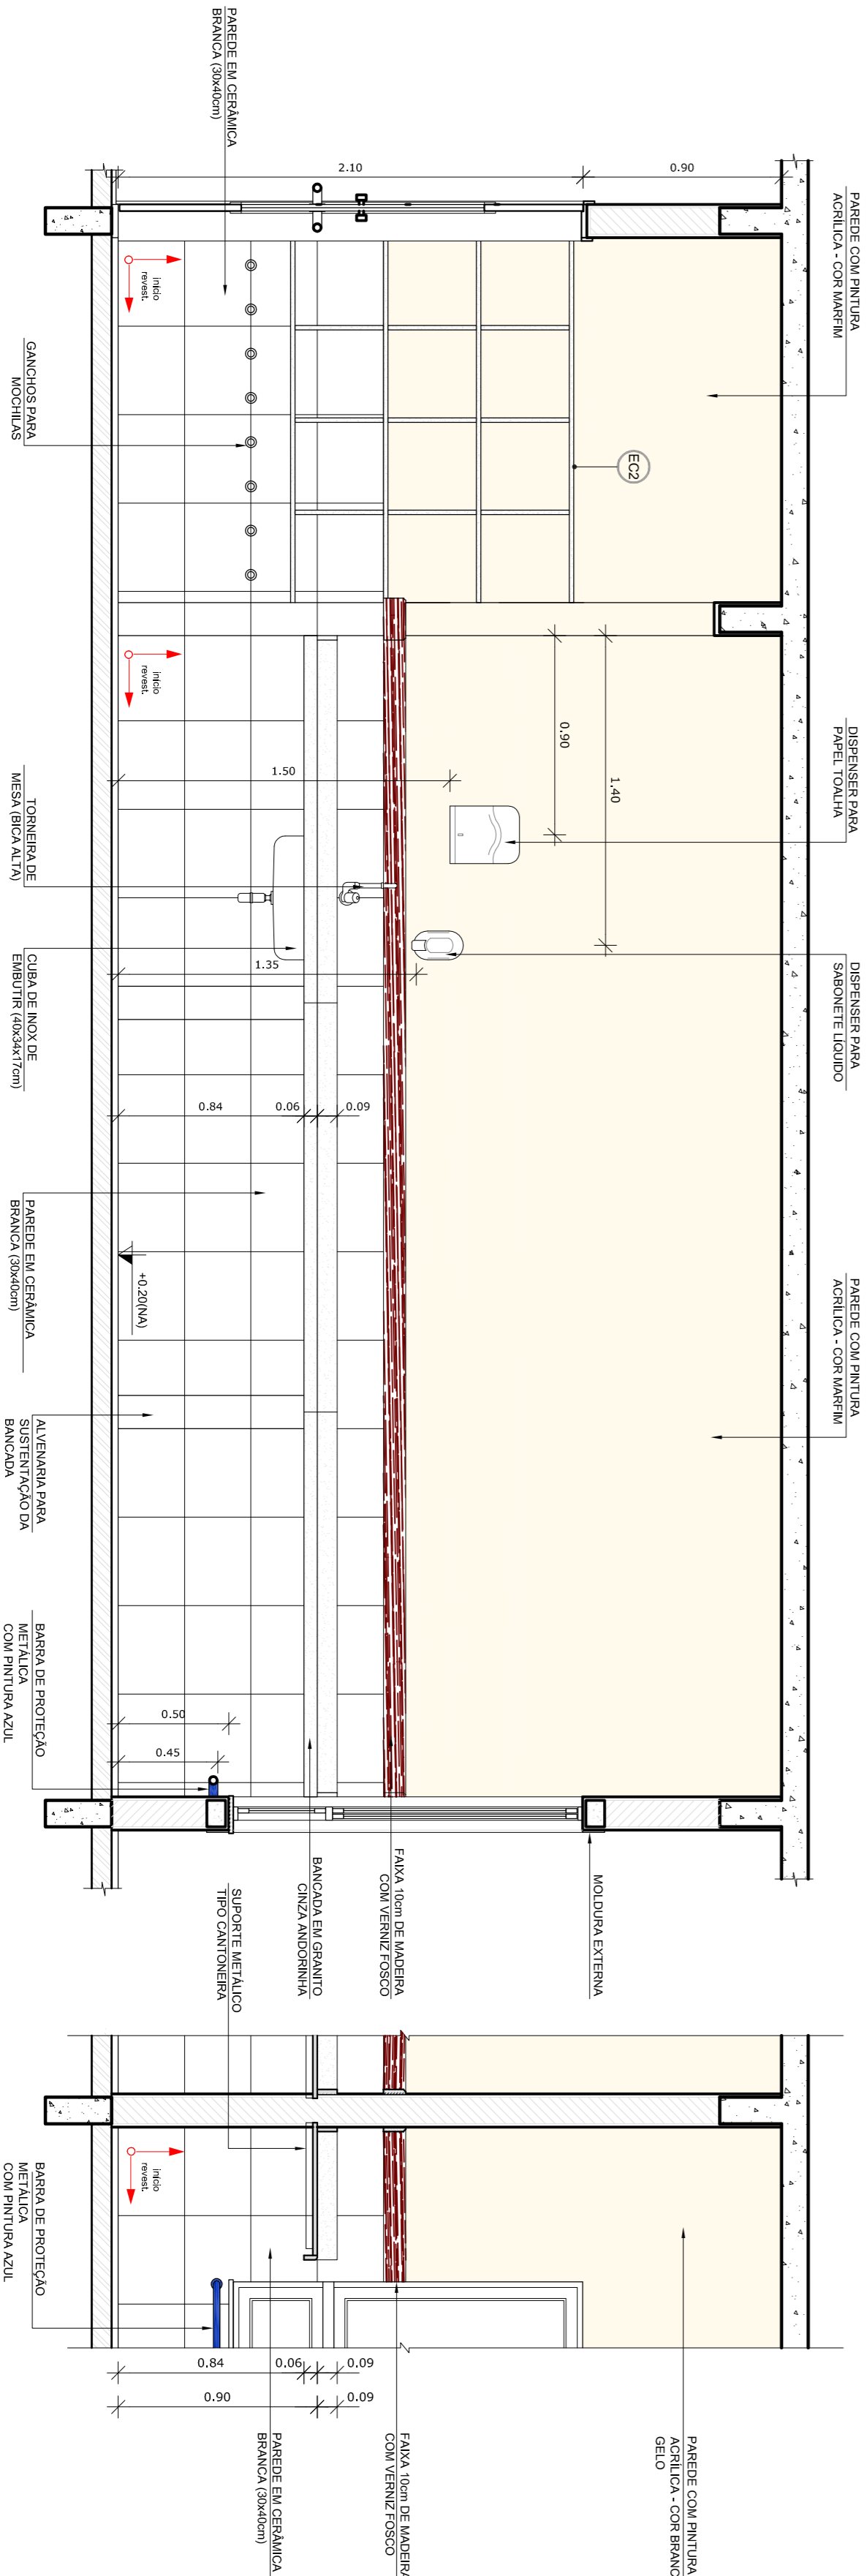 PAREDE COM PINTURA
ACRÍLICA - COR MARFIM
DISPENSER PARA
PAPEL TOALHA
DISPENSER PARA
SABONETE LÍQUIDO
PAREDE COM PINTURA
ACRÍLICA - COR MARFIM
PAREDE COM PINTURA
ACRÍLICA - COR BRANCO
GELO
0.90
2.10
EC2
0.90
1.40
1.50
1.35
0.84
0.06
0.09
+0.20(NA)
0.50
0.45
início
revest.
início
revest.
início
revest.
0.84
0.06
0.09
0.90
0.09
MOLDURA EXTERNA
FAIXA 10cm DE MADEIRA
COM VERNIZ FOSCO
BANCADA EM GRANITO
CINZA ANDORINHA
SUPORTE METÁLICO
TIPO CANTONEIRA
FAIXA 10cm DE MADEIRA
COM VERNIZ FOSCO
PAREDE EM CERÂMICA
BRANCA (30x40cm)
PAREDE EM CERÂMICA
BRANCA (30x40cm)
GANCHOS PARA
MOCHILAS
TORNEIRA DE
MESA (BICA ALTA)
CUBA DE INOX DE
EMBUTIR (40x34x17cm)
PAREDE EM CERÂMICA
BRANCA (30x40cm)
ALVENARIA PARA
SUSTENTAÇÃO DA
BANCADA
BARRA DE PROTEÇÃO
METÁLICA
COM PINTURA AZUL
BARRA DE PROTEÇÃO
METÁLICA
COM PINTURA AZUL